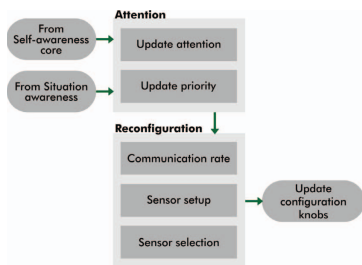 Attention
From
Self-awareness
core
Update attention
From Situation
awareness
Update priority
Reconfiguration
Communication rate
Sensor setup
Update
configuration
knobs
Sensor selection